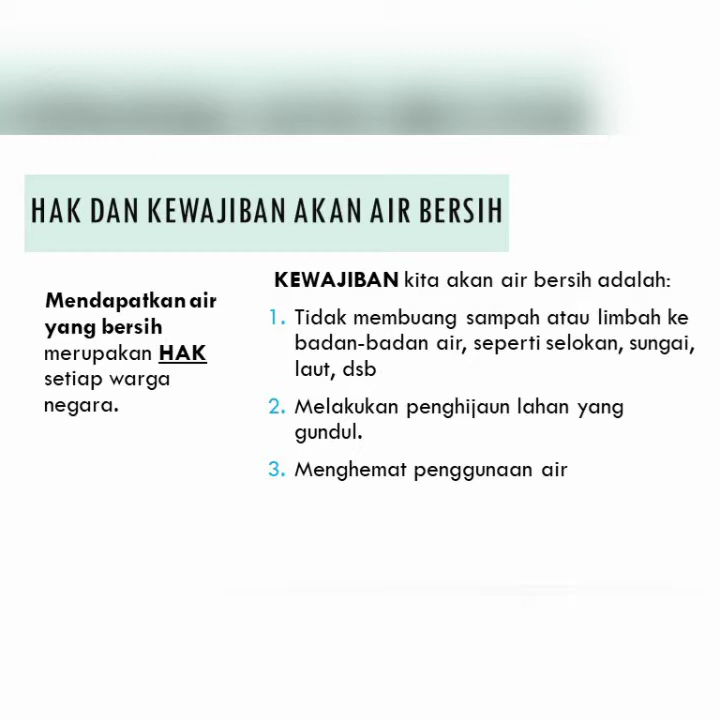 HAK DAN KEWAJIBAN AKAN AIR BERSIH
Mendapatkan air
yang bersih
merupakan HAK
setiap warga
negara.
KEWAJIBAN kita akan air bersih adalah:
1. Tidak membuang sampah atau limbah ke
badan-badan air, seperti selokan, sungai,
laut, dsb
2. Melakukan penghijaun lahan yang
gundul.
3. Menghemat penggunaan air